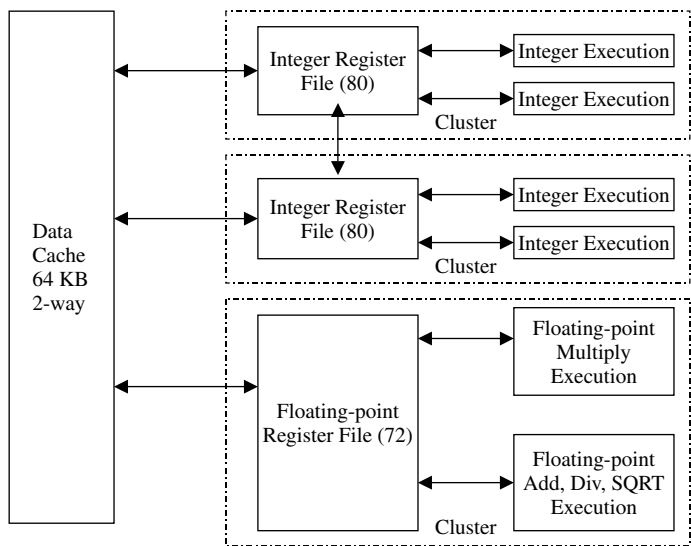 Data
Cache
64 KB
2-way
Integer Register
File (80)
Integer Execution
Integer Execution
Cluster
Integer Register
File (80)
Integer Execution
Integer Execution
Cluster
Floating-point
Register File (72)
Floating-point
Multiply
Execution
Floating-point
Add, Div, SQRT
Execution
Cluster